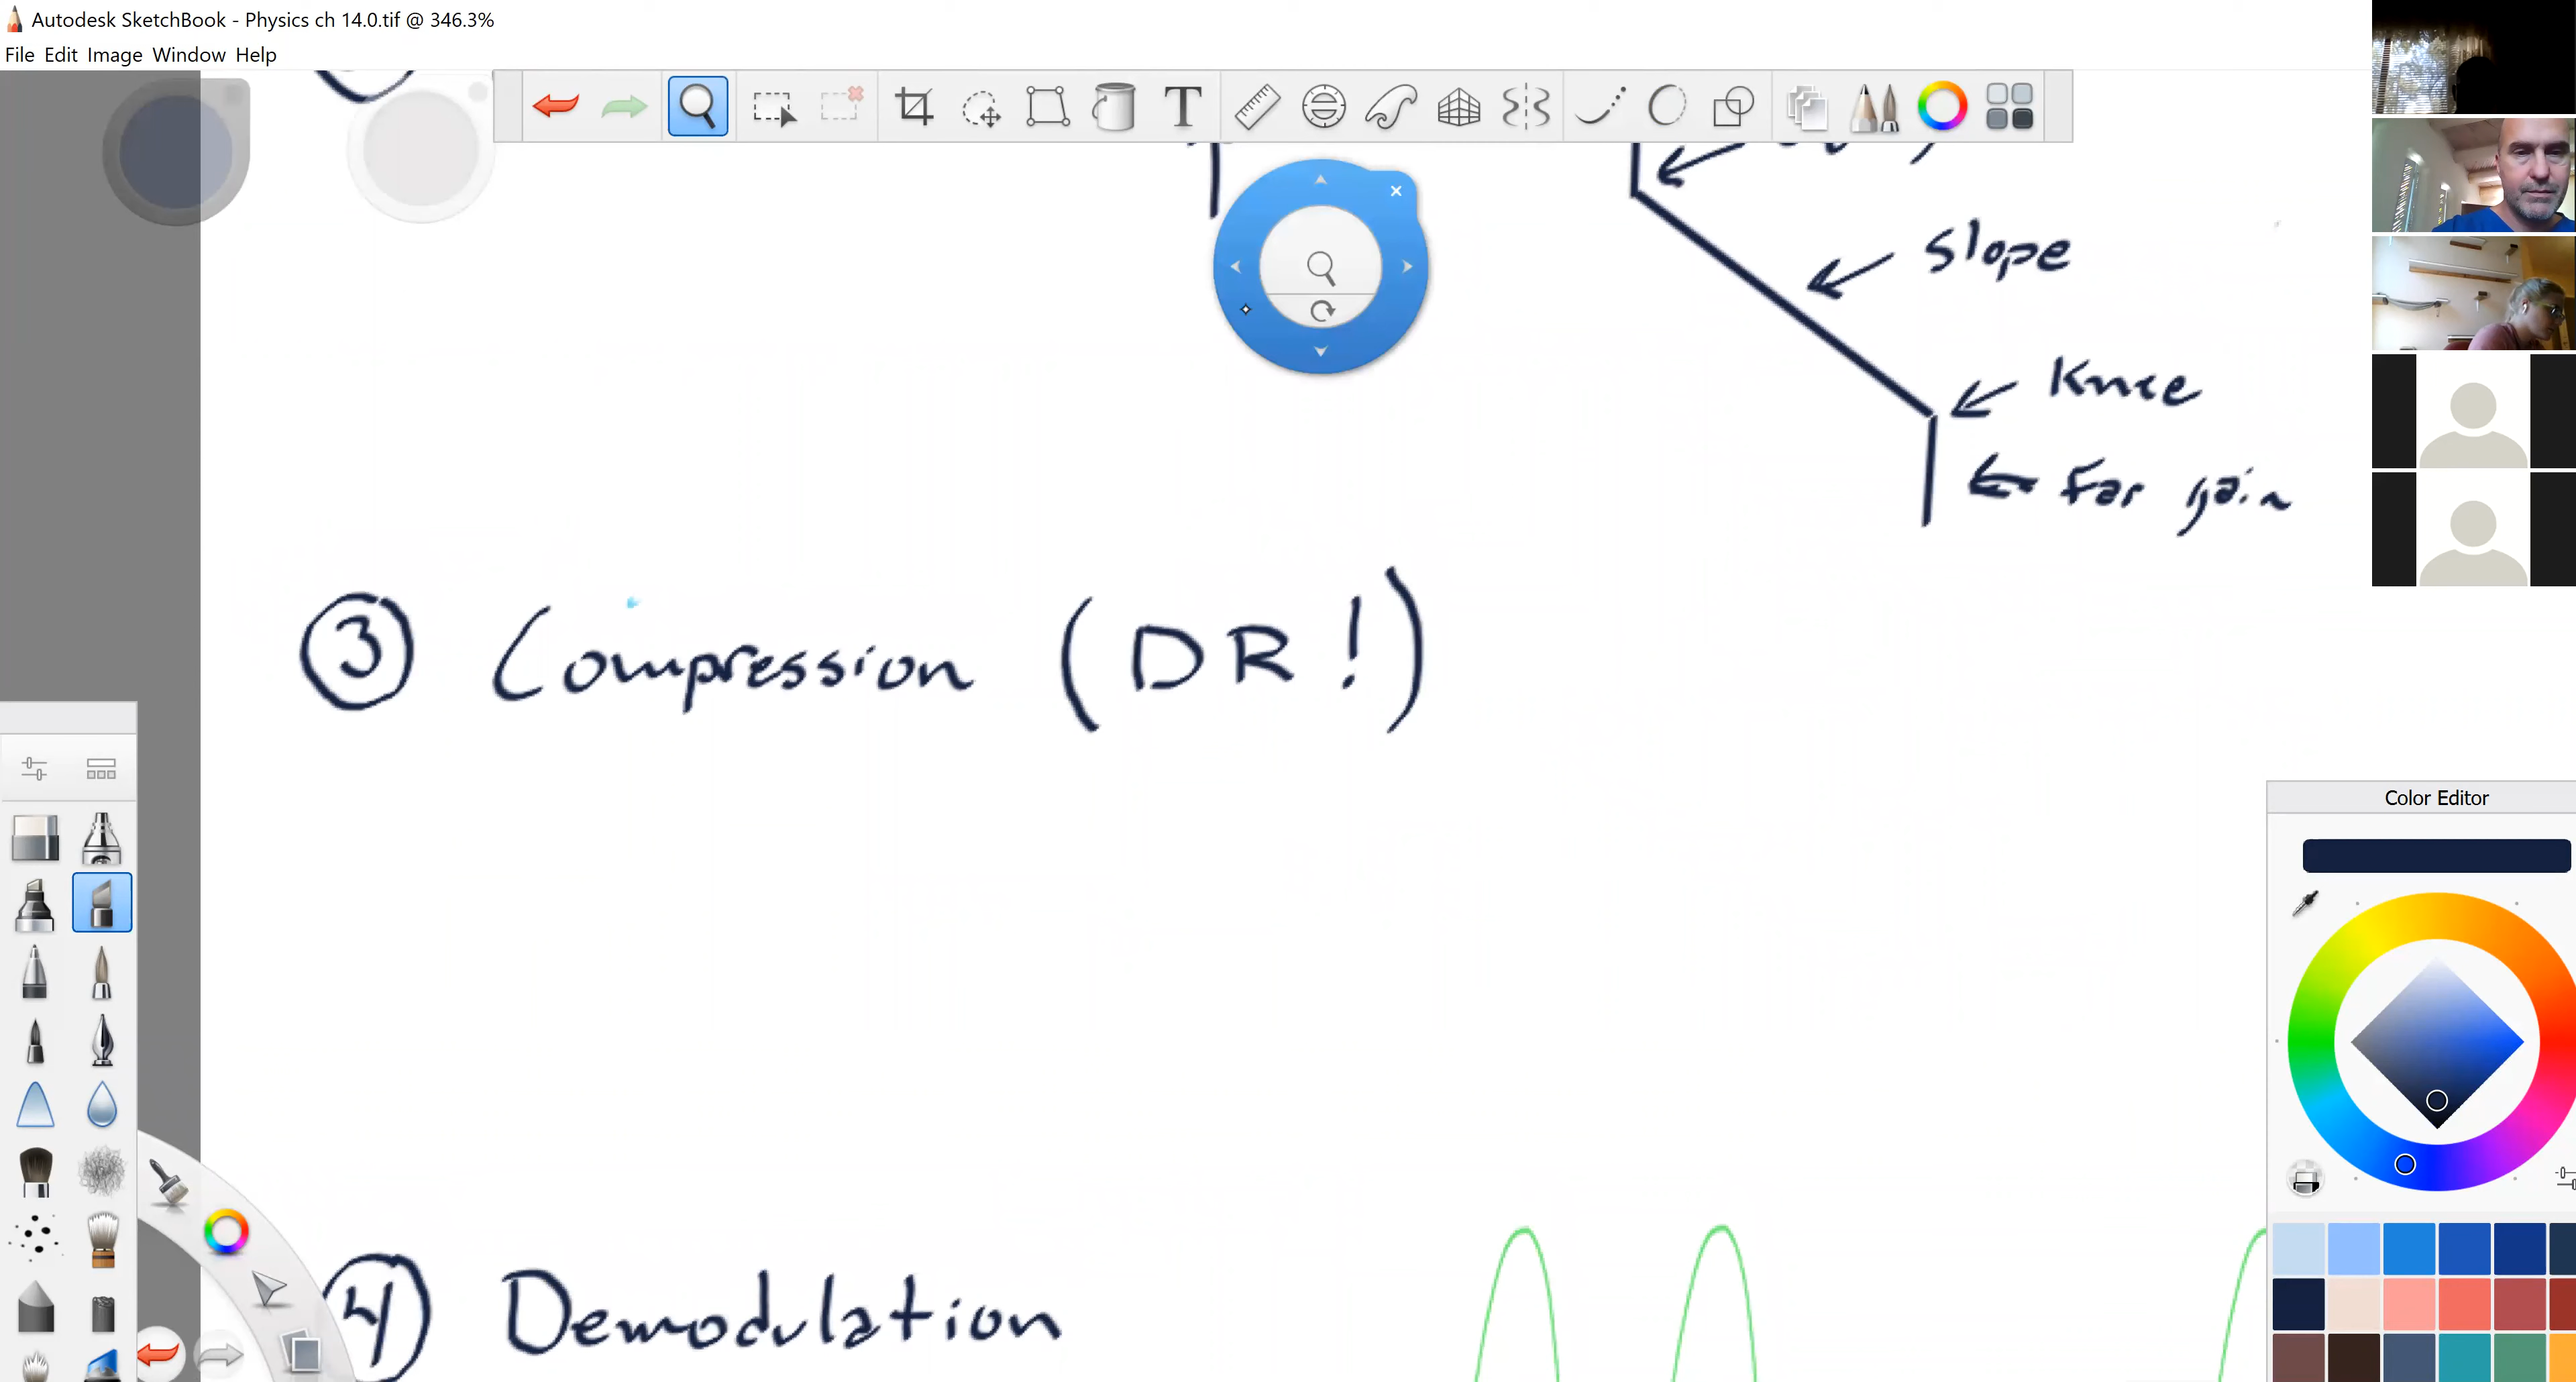 Autodesk SketchBook - Physics ch 14.0.tif @ 346.3%
File Edit Image Window Help
T
slope
Knee
Far gain
3 Compression (DR!)
Color Editor
4 Demodulation